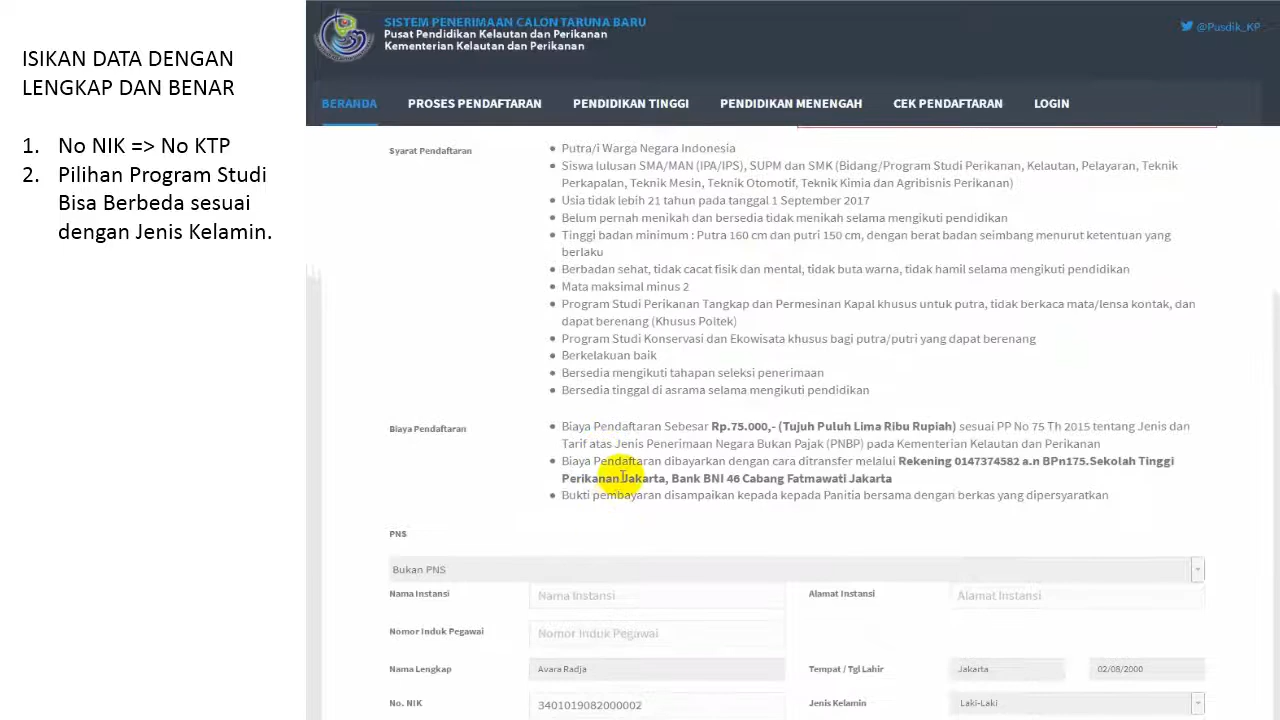 ISIKAN DATA DENGAN
LENGKAP DAN BENAR
1. No NIK => No KTP
2. Pilihan Program Studi
Bisa Berbeda sesuai
dengan Jenis Kelamin.
SISTEM PENERIMAAN CALON TARUNA BARU
Pusat Pendidikan Kelautan dan Perikanan
Kementerian Kelautan dan Perikanan
@Pusdik_KP
BERANDA PROSES PENDAFTARAN PENDIDIKAN TINGGI PENDIDIKAN MENENGAH CEK PENDAFTARAN LOGIN
Syarat Pendaftaran
• Putra/i Warga Negara Indonesia
• Siswa lulusan SMA/MAN (IPA/IPS), SUPM dan SMK (Bidang/Program Studi Perikanan, Kelautan, Pelayaran, Teknik
Perkapalan, Teknik Mesin, Teknik Otomotif, Teknik Kimia dan Agribisnis Perikanan)
• Usia tidak lebih 21 tahun pada tanggal 1 September 2017
• Belum pernah menikah dan bersedia tidak menikah selama mengikuti pendidikan
• Tinggi badan minimum : Putra 160 cm dan putri 150 cm, dengan berat badan seimbang menurut ketentuan yang
berlaku
• Berbadan sehat, tidak cacat fisik dan mental, tidak buta warna, tidak hamil selama mengikuti pendidikan
• Mata maksimal minus 2
• Program Studi Perikanan Tangkap dan Permesinan Kapal khusus untuk putra, tidak berkaca mata/lensa kontak, dan
dapat berenang (Khusus Poltek)
• Program Studi Konservasi dan Ekowisata khusus bagi putra/putri yang dapat berenang
• Berkelakuan baik
• Bersedia mengikuti tahapan seleksi penerimaan
• Bersedia tinggal di asrama selama mengikuti pendidikan
Biaya Pendaftaran
• Biaya Pendaftaran Sebesar Rp.75.000,- (Tujuh Puluh Lima Ribu Rupiah) sesuai PP No 75 Th 2015 tentang Jenis dan
Tarif atas Jenis Penerimaan Negara Bukan Pajak (PNBP) pada Kementerian Kelautan dan Perikanan
• Biaya Pendaftaran dibayarkan dengan cara ditransfer melalui Rekening 0147374582 a.n BPn175.Sekolah Tinggi
Perikanan Jakarta, Bank BNI 46 Cabang Fatmawati Jakarta
• Bukti pembayaran disampaikan kepada kepada Panitia bersama dengan berkas yang dipersyaratkan
PNS
Bukan PNS
Nama Instansi Nama Instansi Alamat Instansi Alamat Instansi
Nomor Induk Pegawai Nomor Induk Pegawai
Nama Lengkap Avara Radja Tempat / Tgl Lahir Jakarta 02/08/2000
No. NIK 3401019082000002 Jenis Kelamin Laki-Laki